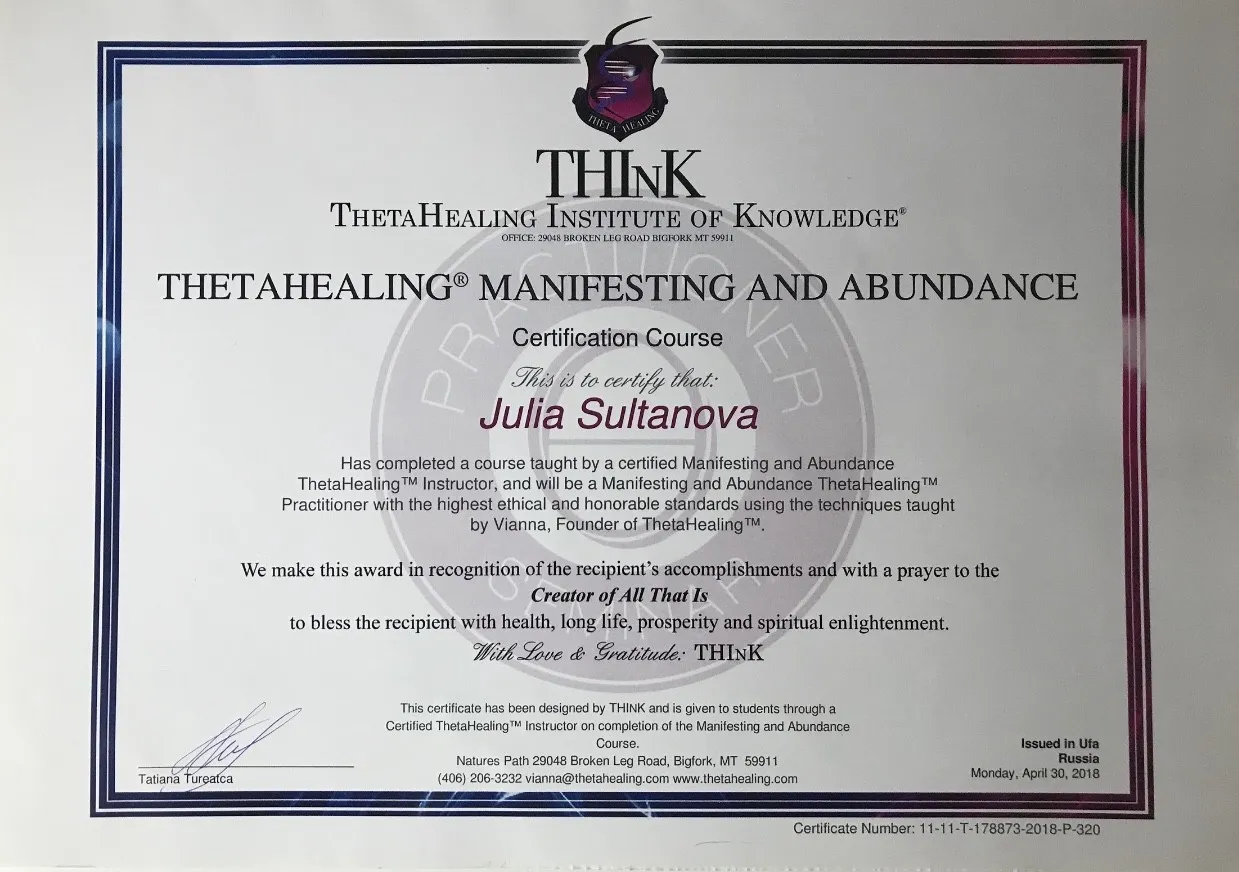 THETA HEALING
THInK
THETAHEALING INSTITUTE OF KNOWLEDGE®
OFFICE: 29048 BROKEN LEG ROAD BIGFORK MT 59911
THETAHEALING® MANIFESTING AND ABUNDANCE
Certification Course
This is to certify that:
Julia Sultanova
Has completed a course taught by a certified Manifesting and Abundance
ThetaHealing™ Instructor, and will be a Manifesting and Abundance ThetaHealing™
Practitioner with the highest ethical and honorable standards using the techniques taught
by Vianna, Founder of ThetaHealing™.
We make this award in recognition of the recipient's accomplishments and with a prayer to the
Creator of All That Is
to bless the recipient with health, long life, prosperity and spiritual enlightenment.
With Love & Gratitude: THInK
PRACTITIONER
SEMINAR
This certificate has been designed by THINK and is given to students through a
Certified ThetaHealing™ Instructor on completion of the Manifesting and Abundance
Course.
Natures Path 29048 Broken Leg Road, Bigfork, MT 59911
(406) 206-3232 vianna@thetahealing.com www.thetahealing.com
Tatiana Tureatca
Issued in Ufa
Russia
Monday, April 30, 2018
Certificate Number: 11-11-T-178873-2018-P-320